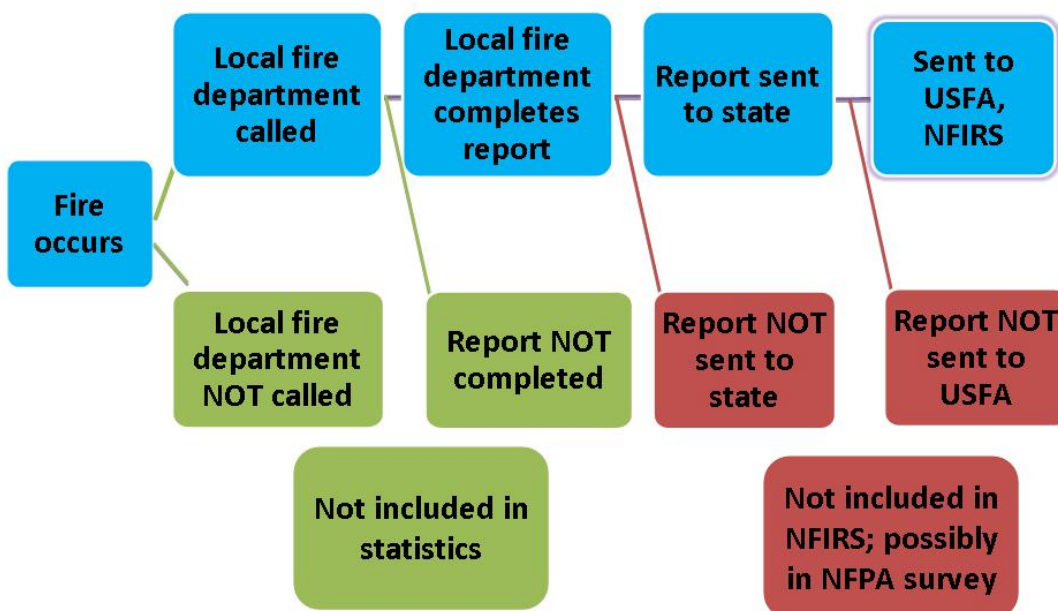 Fire
occurs
Local fire
department
called
Local fire
department
completes
report
Report sent
to state
Sent to
USFA,
NFIRS
Local fire
department
NOT called
Report NOT
completed
Report NOT
sent to
state
Report NOT
sent to
USFA
Not included in
statistics
Not included in
NFIRS; possibly
in NFPA survey